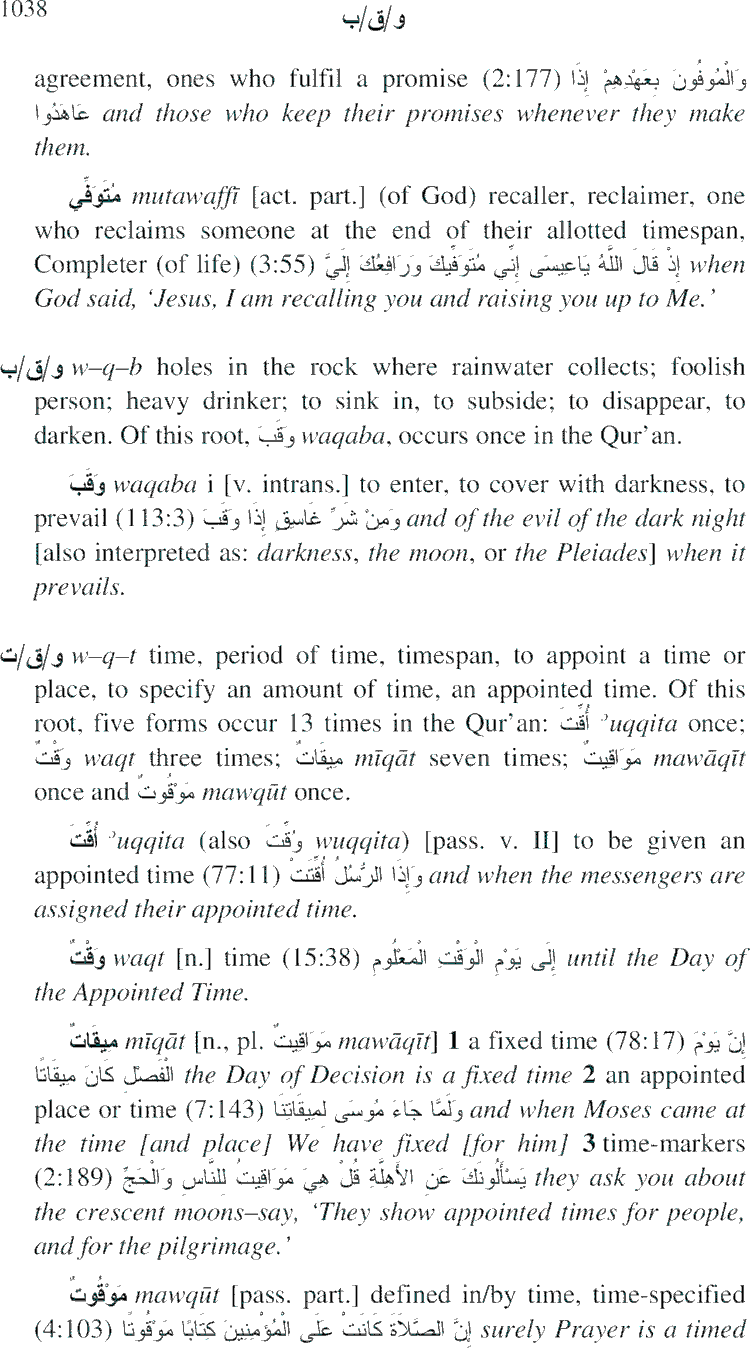 1038
و/ق/ب
agreement, ones who fulfil a promise (2:177) وَالْمُوفُونَ بِعَهْدِهِمْ إِذَا
عَاهَدُوا and those who keep their promises whenever they make
them.
مُتَوَفِّي mutawaffī [act. part.] (of God) recaller, reclaimer, one
who reclaims someone at the end of their allotted timespan,
Completer (of life) (3:55) إِذْ قَالَ اللَّهُ يَاعِيسَى إِنِّي مُتَوَفِّيكَ وَرَافِعُكَ إِلَيَّ when
God said, ‘Jesus, I am recalling you and raising you up to Me.’
و/ق/ب w–q–b holes in the rock where rainwater collects; foolish
person; heavy drinker; to sink in, to subside; to disappear, to
darken. Of this root, وَقَبَ waqaba, occurs once in the Qur’an.
وَقَبَ waqaba i [v. intrans.] to enter, to cover with darkness, to
prevail (113:3) وَمِنْ شَرِّ غَاسِقٍ إِذَا وَقَبَ and of the evil of the dark night
[also interpreted as: darkness, the moon, or the Pleiades] when it
prevails.
و/ق/ت w–q–t time, period of time, timespan, to appoint a time or
place, to specify an amount of time, an appointed time. Of this
root, five forms occur 13 times in the Qur’an: أُقِّتَ ʾuqqita once;
وَقْتٌ waqt three times; مِيقَاتٌ mīqāt seven times; مَوَاقِيتٌ mawāqīt
once and مَوْقُوتٌ mawqūt once.
أُقِّتَ ʾuqqita (also وُقِّتَ wuqqita) [pass. v. II] to be given an
appointed time (77:11) وَإِذَا الرُّسُلُ أُقِّتَتْ and when the messengers are
assigned their appointed time.
وَقْتٌ waqt [n.] time (15:38) إِلَى يَوْمِ الْوَقْتِ الْمَعْلُومِ until the Day of
the Appointed Time.
مِيقَاتٌ mīqāt [n., pl. مَوَاقِيتٌ mawāqīt] 1 a fixed time (78:17) إِنَّ يَوْمَ
الْفَصْلِ كَانَ مِيقَاتًا the Day of Decision is a fixed time 2 an appointed
place or time (7:143) وَلَمَّا جَاءَ مُوسَى لِمِيقَاتِنَا and when Moses came at
the time [and place] We have fixed [for him] 3 time-markers
(2:189) يَسْأَلُونَكَ عَنِ الأَهِلَّةِ قُلْ هِيَ مَوَاقِيتُ لِلنَّاسِ وَالْحَجِّ they ask you about
the crescent moons–say, ‘They show appointed times for people,
and for the pilgrimage.’
مَوْقُوتٌ mawqūt [pass. part.] defined in/by time, time-specified
(4:103) إِنَّ الصَّلاَةَ كَانَتْ عَلَى الْمُؤْمِنِينَ كِتَابًا مَوْقُوتًا surely Prayer is a timed